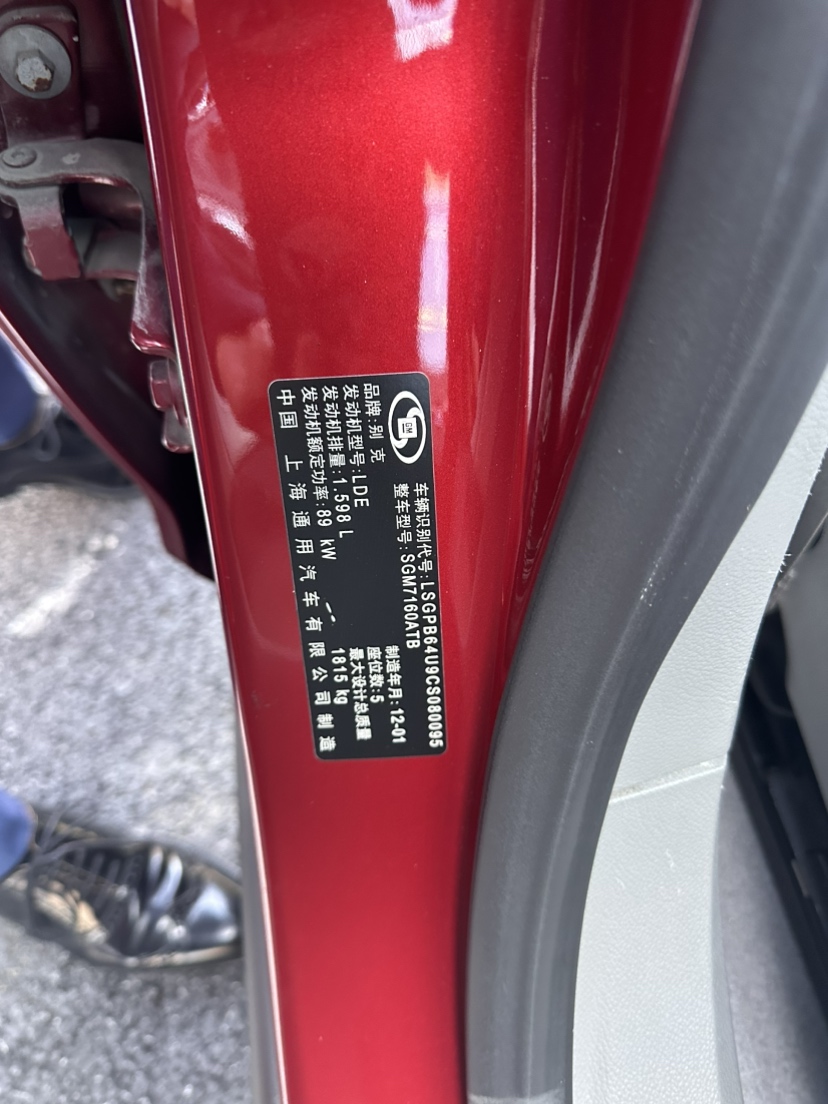 GM
车辆识别代号:LSGPB64U9CS080095
整车型号:SGM7160ATB
品牌:别克
制造年月:12-01
发动机型号:LDE
座位数:5
发动机排量:1.598 L
最大设计总质量
发动机额定功率:89 kW
1815 kg
中国 上海通用汽车有限公司制造